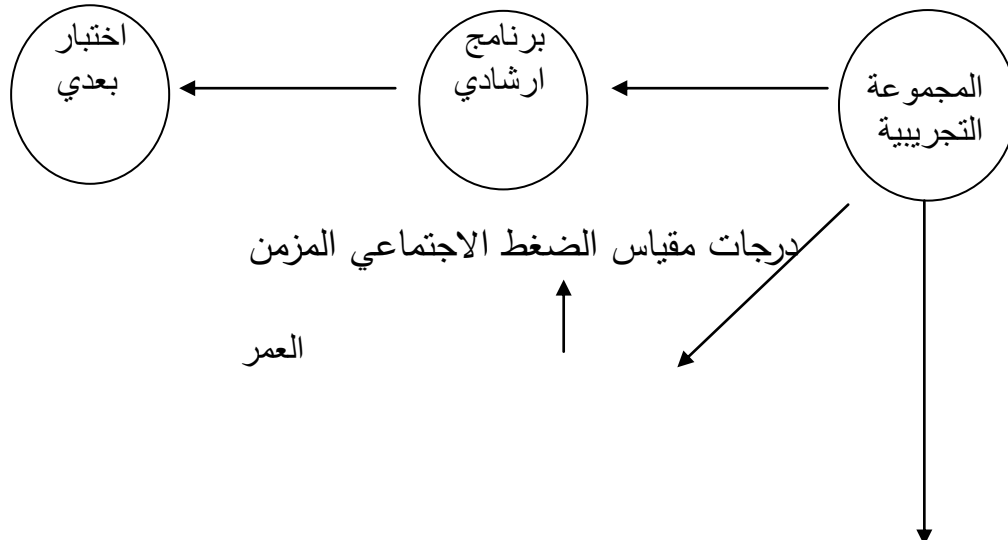 المجموعة
التجريبية
برنامج
ارشادي
اختبار
بعدي
درجات مقياس الضغط الاجتماعي المزمن
العمر